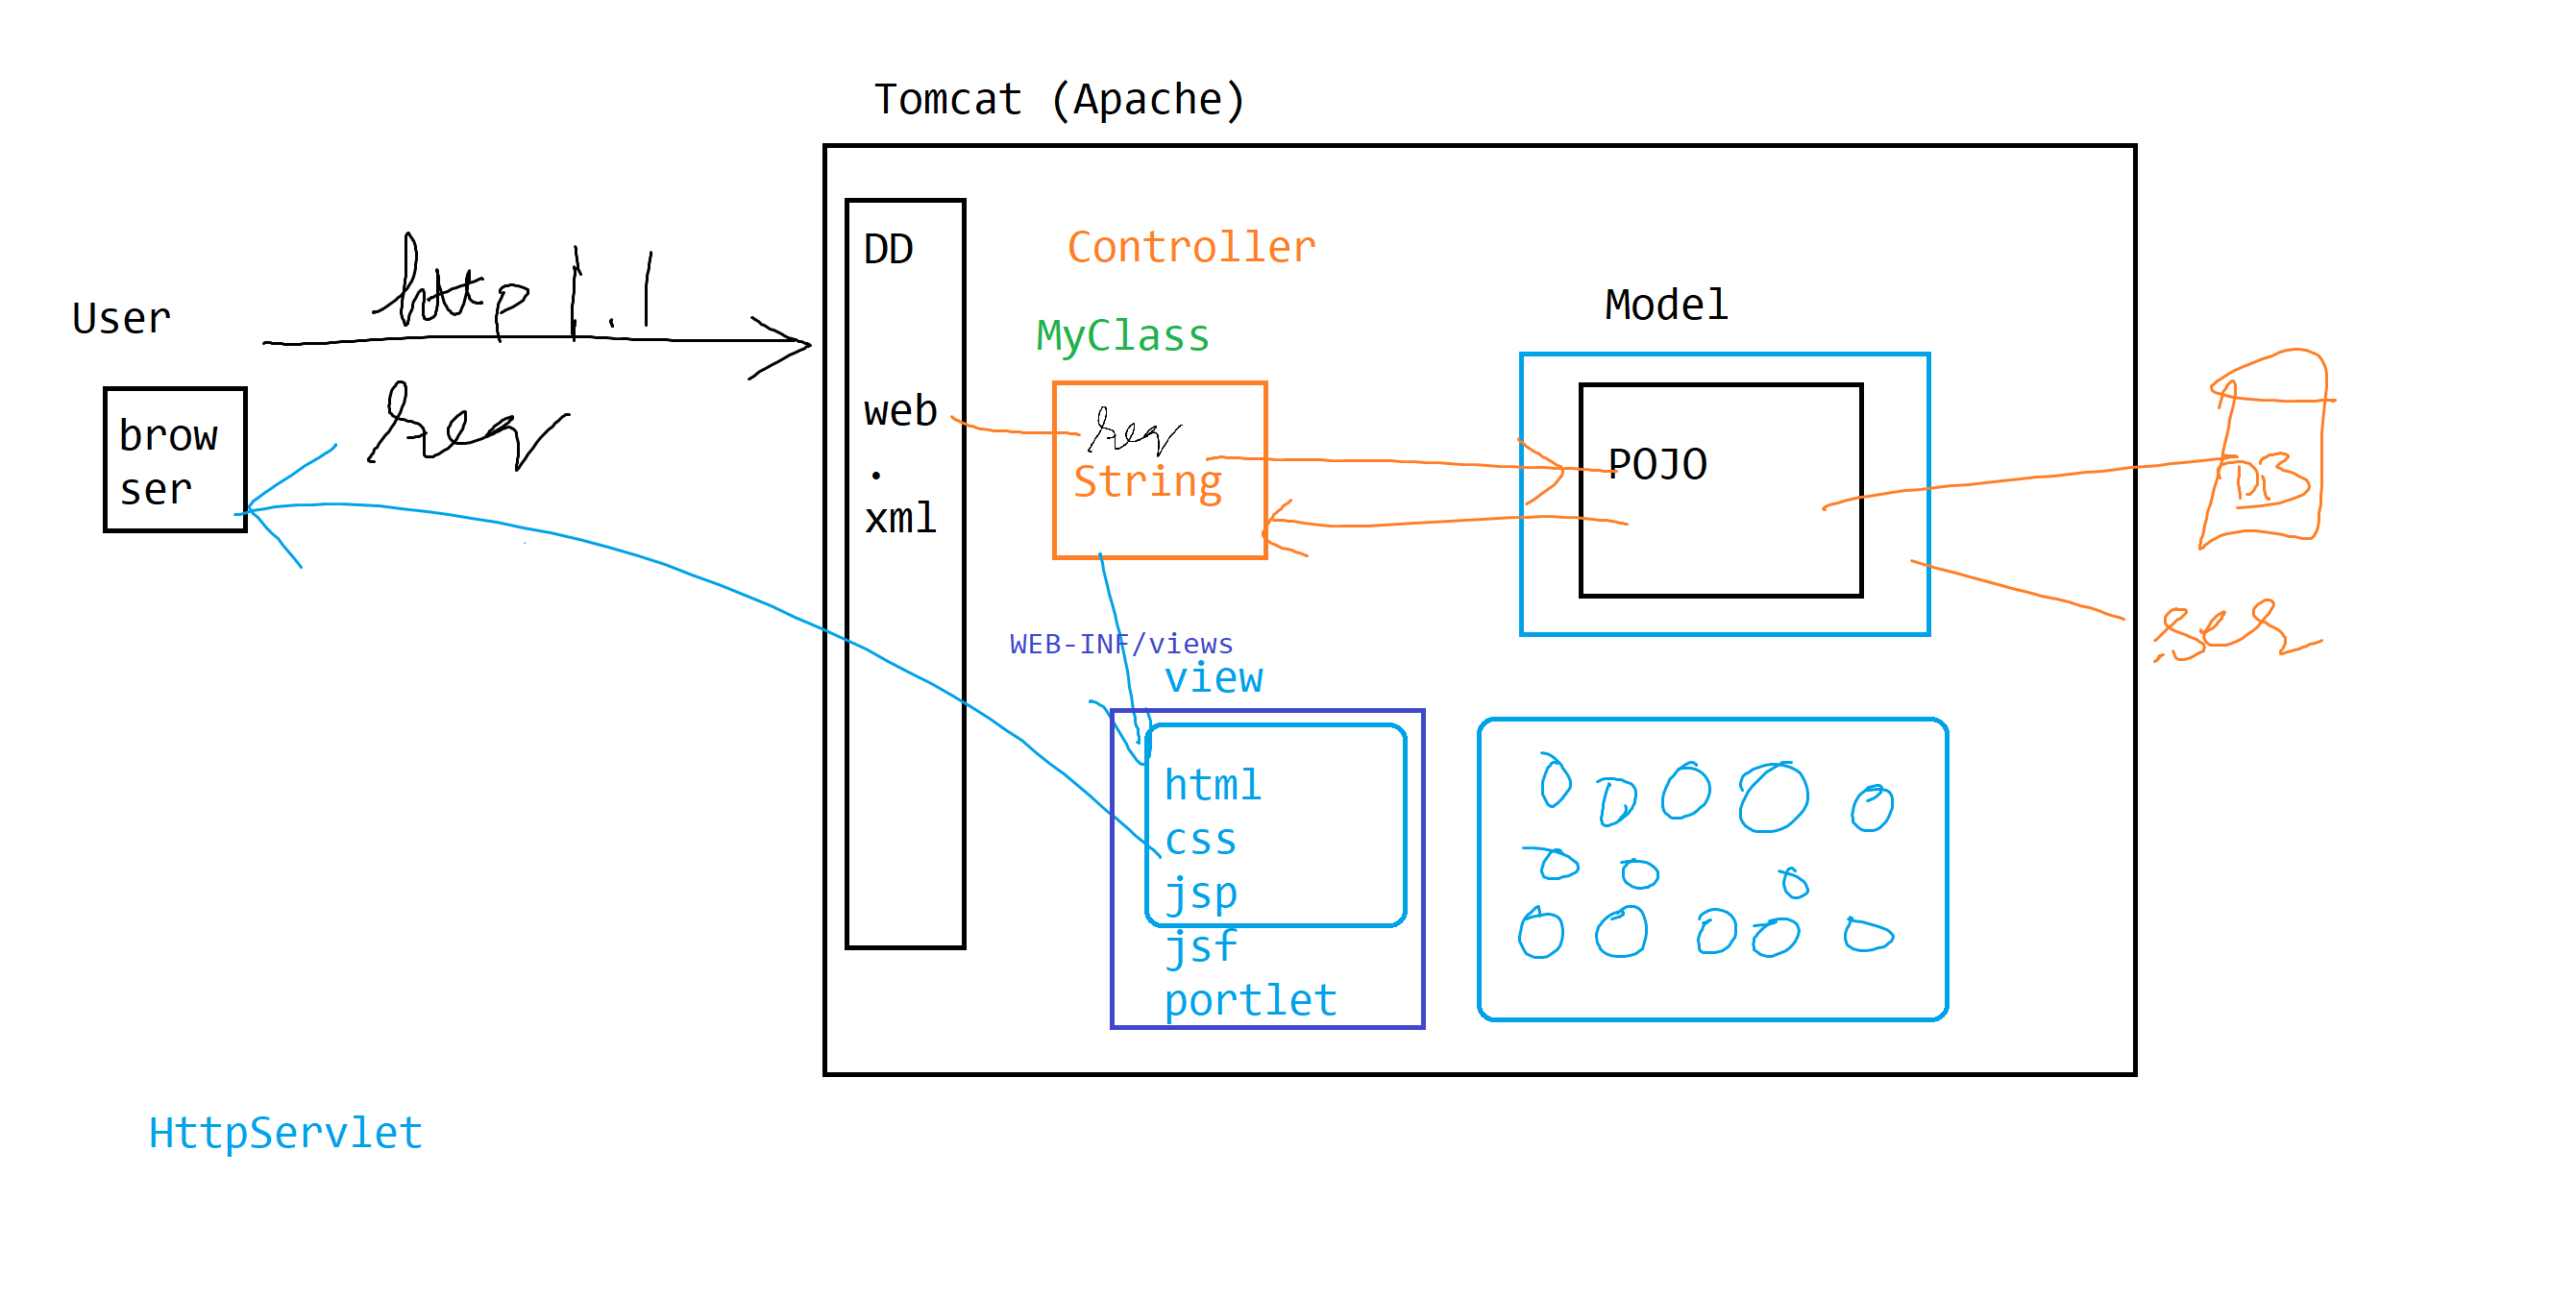 Tomcat (Apache)
User
http 1.1
req
brow
ser
DD
web
.
xml
Controller
MyClass
req
String
Model
POJO
DB
WEB-INF/views
view
html
css
jsp
jsf
portlet
HttpServlet